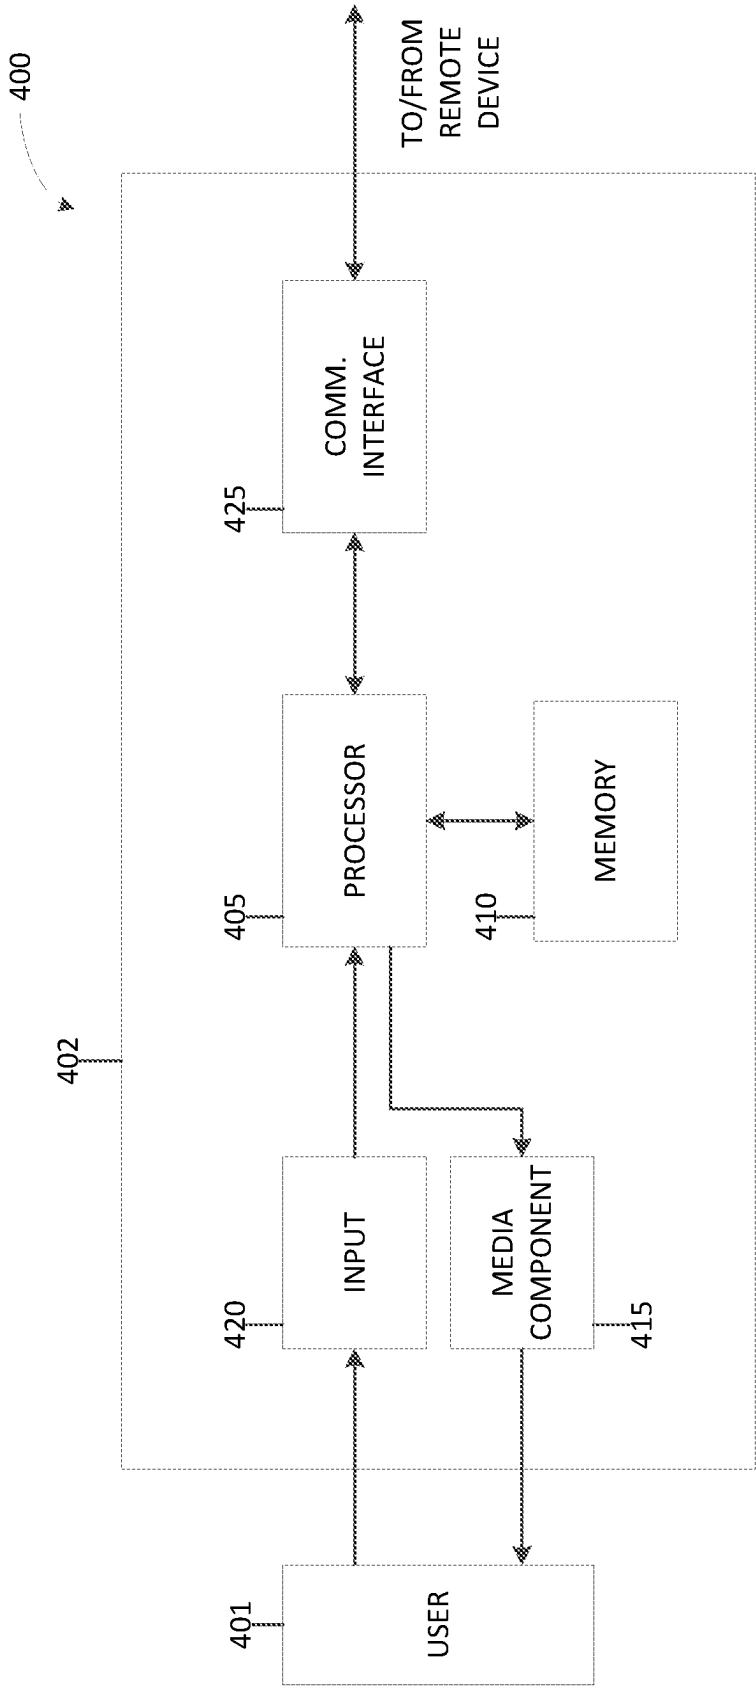 400
402
401
USER
420
INPUT
MEDIA
COMPONENT
415
405
PROCESSOR
410
MEMORY
425
COMM.
INTERFACE
TO/FROM
REMOTE
DEVICE